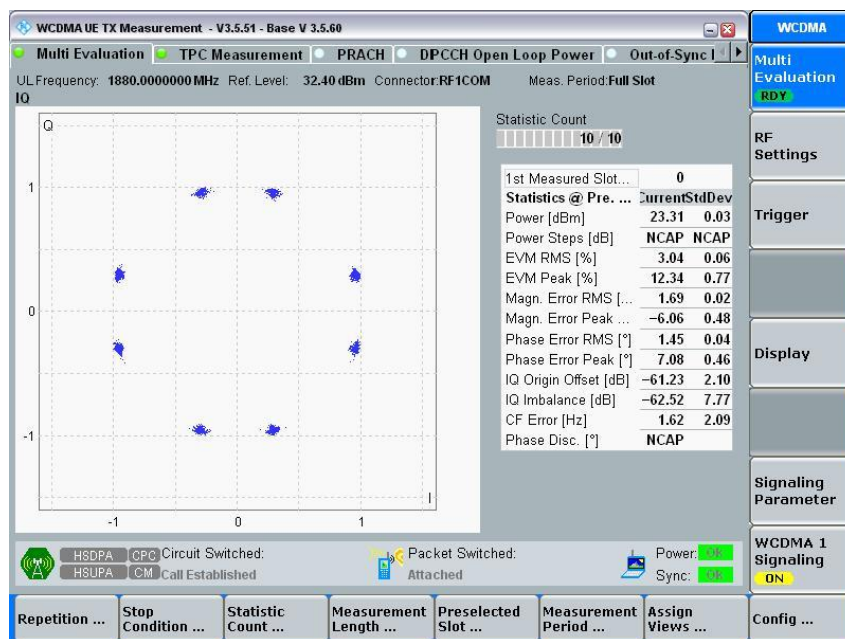 WCDMA UE TX Measurement - V3.5.51 - Base V 3.5.60
WCDMA
Multi Evaluation
TPC Measurement
PRACH
DPCCH Open Loop Power
Out-of-Sync
UL Frequency: 1880.0000000 MHz Ref. Level: 32.40 dBm Connector:RF1COM Meas. Period:Full Slot
IQ
Q
1
0
-1
-1 0 1
I
Statistic Count
10 / 10
1st Measured Slot... 0
Statistics @ Pre. ... Current StdDev
Power [dBm] 23.31 0.03
Power Steps [dB] NCAP NCAP
EVM RMS [%] 3.04 0.06
EVM Peak [%] 12.34 0.77
Magn. Error RMS [... 1.69 0.02
Magn. Error Peak ... −6.06 0.48
Phase Error RMS [°] 1.45 0.04
Phase Error Peak [°] 7.08 0.46
IQ Origin Offset [dB] −61.23 2.10
IQ Imbalance [dB] −62.52 7.77
CF Error [Hz] 1.62 2.09
Phase Disc. [°] NCAP
Multi
Evaluation
RDY
RF
Settings
Trigger
Display
Signaling
Parameter
WCDMA 1
Signaling
ON
HSDPA CPC Circuit Switched:
HSUPA CM Call Established
Packet Switched:
Attached
Power: OK
Sync: OK
Repetition ...
Stop
Condition ...
Statistic
Count ...
Measurement
Length ...
Preselected
Slot ...
Measurement
Period ...
Assign
Views ...
Config ...